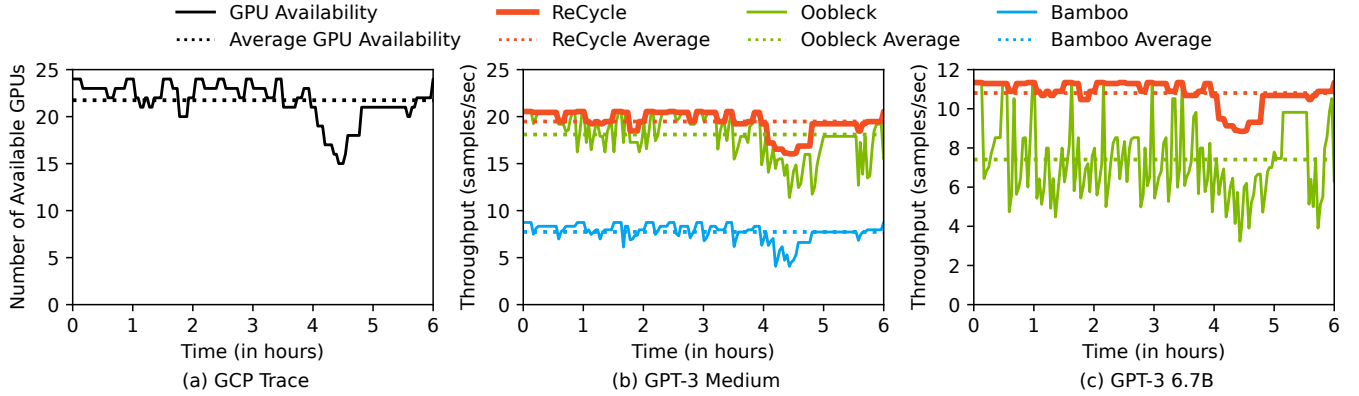 GPU Availability
ReCycle
Oobleck
Bamboo
Average GPU Availability
ReCycle Average
Oobleck Average
Bamboo Average
Number of Available GPUs
25
20
15
10
5
0
0 1 2 3 4 5 6
Time (in hours)
(a) GCP Trace
Throughput (samples/sec)
25
20
15
10
5
0
0 1 2 3 4 5 6
Time (in hours)
(b) GPT-3 Medium
Throughput (samples/sec)
12
10
8
6
4
2
0
0 1 2 3 4 5 6
Time (in hours)
(c) GPT-3 6.7B